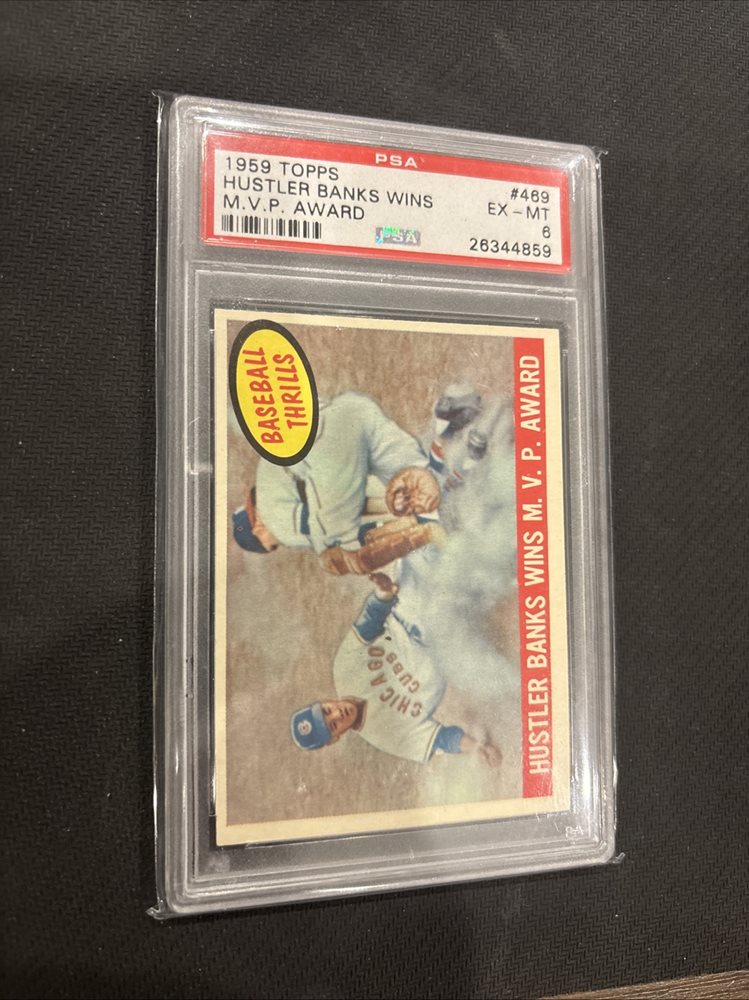 PSA
1959 TOPPS
HUSTLER BANKS WINS
M.V.P. AWARD
#469
EX - MT
6
26344859
PSA
BASEBALL
THRILLS
CHICAGO
CUBS
HUSTLER BANKS WINS M. V. P. AWARD